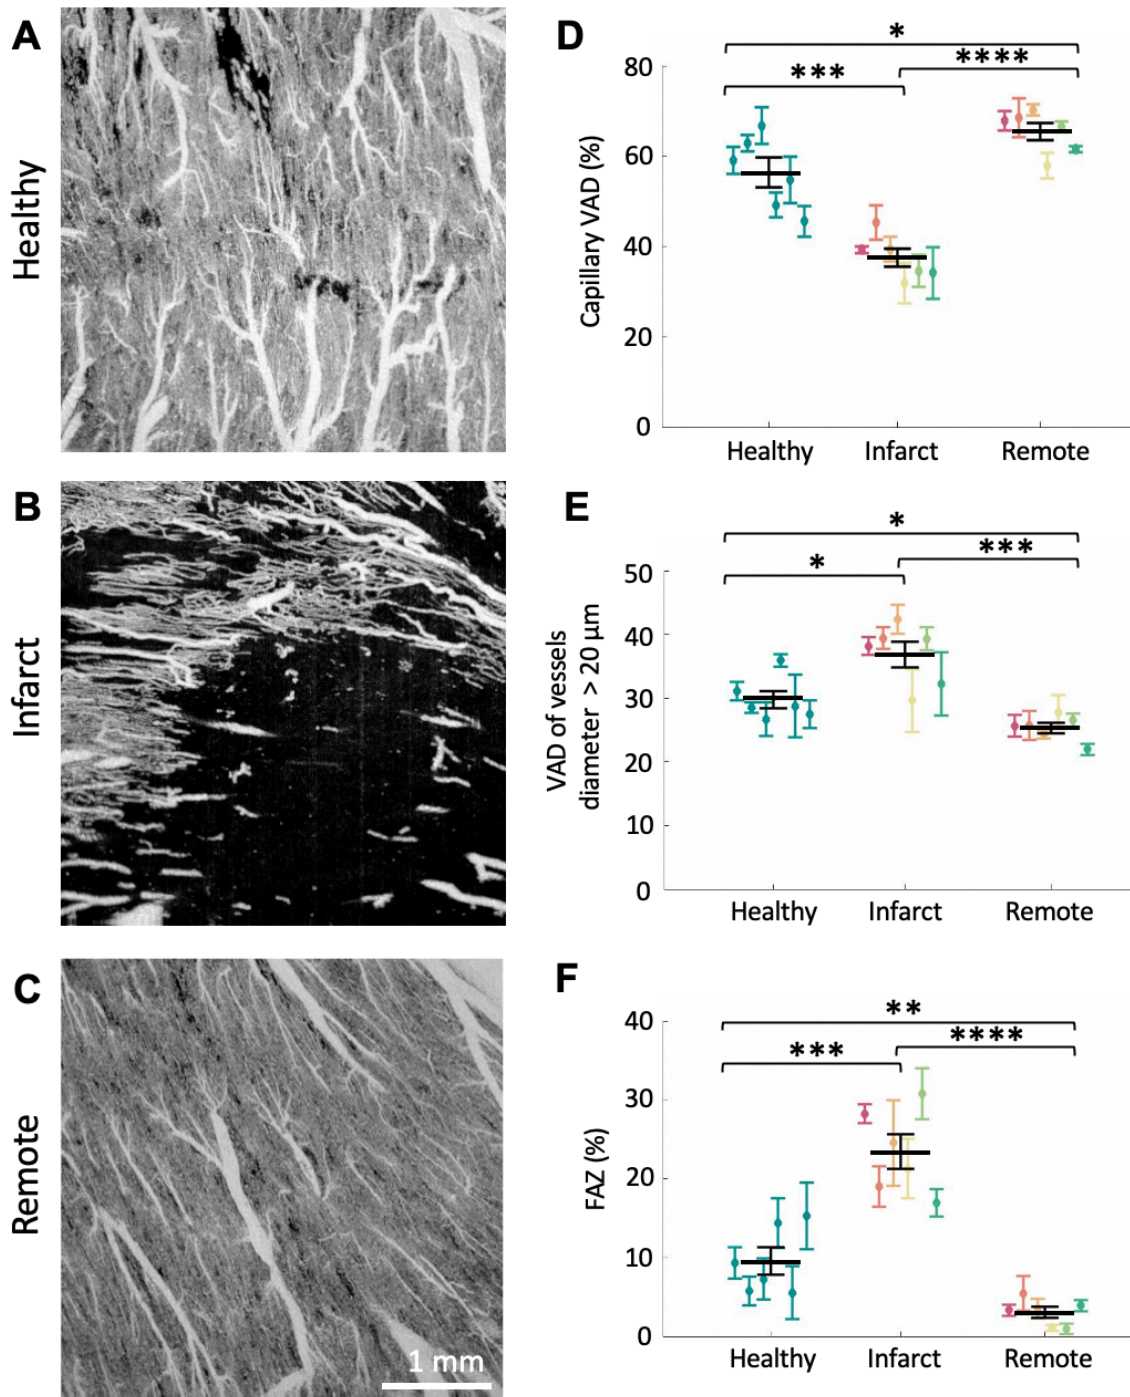 A
Healthy
B
Infarct
C
Remote
1 mm
D
*
***
****
Capillary VAD (%)
80
60
40
20
0
Healthy Infarct Remote
E
*
*
***
VAD of vessels
diameter > 20 µm
50
40
30
20
10
0
Healthy Infarct Remote
F
**
***
****
FAZ (%)
40
30
20
10
0
Healthy Infarct Remote